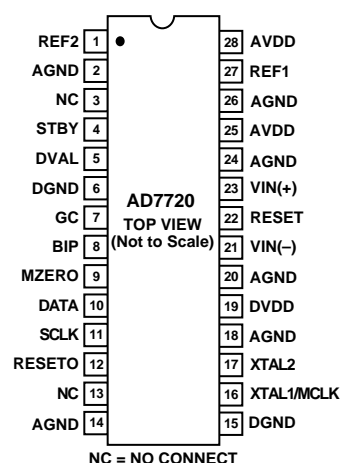 REF2 1 28 AVDD
AGND 2 27 REF1
NC 3 26 AGND
STBY 4 25 AVDD
DVAL 5 24 AGND
DGND 6 23 VIN(+)
AD7720
GC 7 22 RESET
TOP VIEW
BIP 8 (Not to Scale) 21 VIN(–)
MZERO 9 20 AGND
DATA 10 19 DVDD
SCLK 11 18 AGND
RESETO 12 17 XTAL2
NC 13 16 XTAL1/MCLK
AGND 14 15 DGND
NC = NO CONNECT